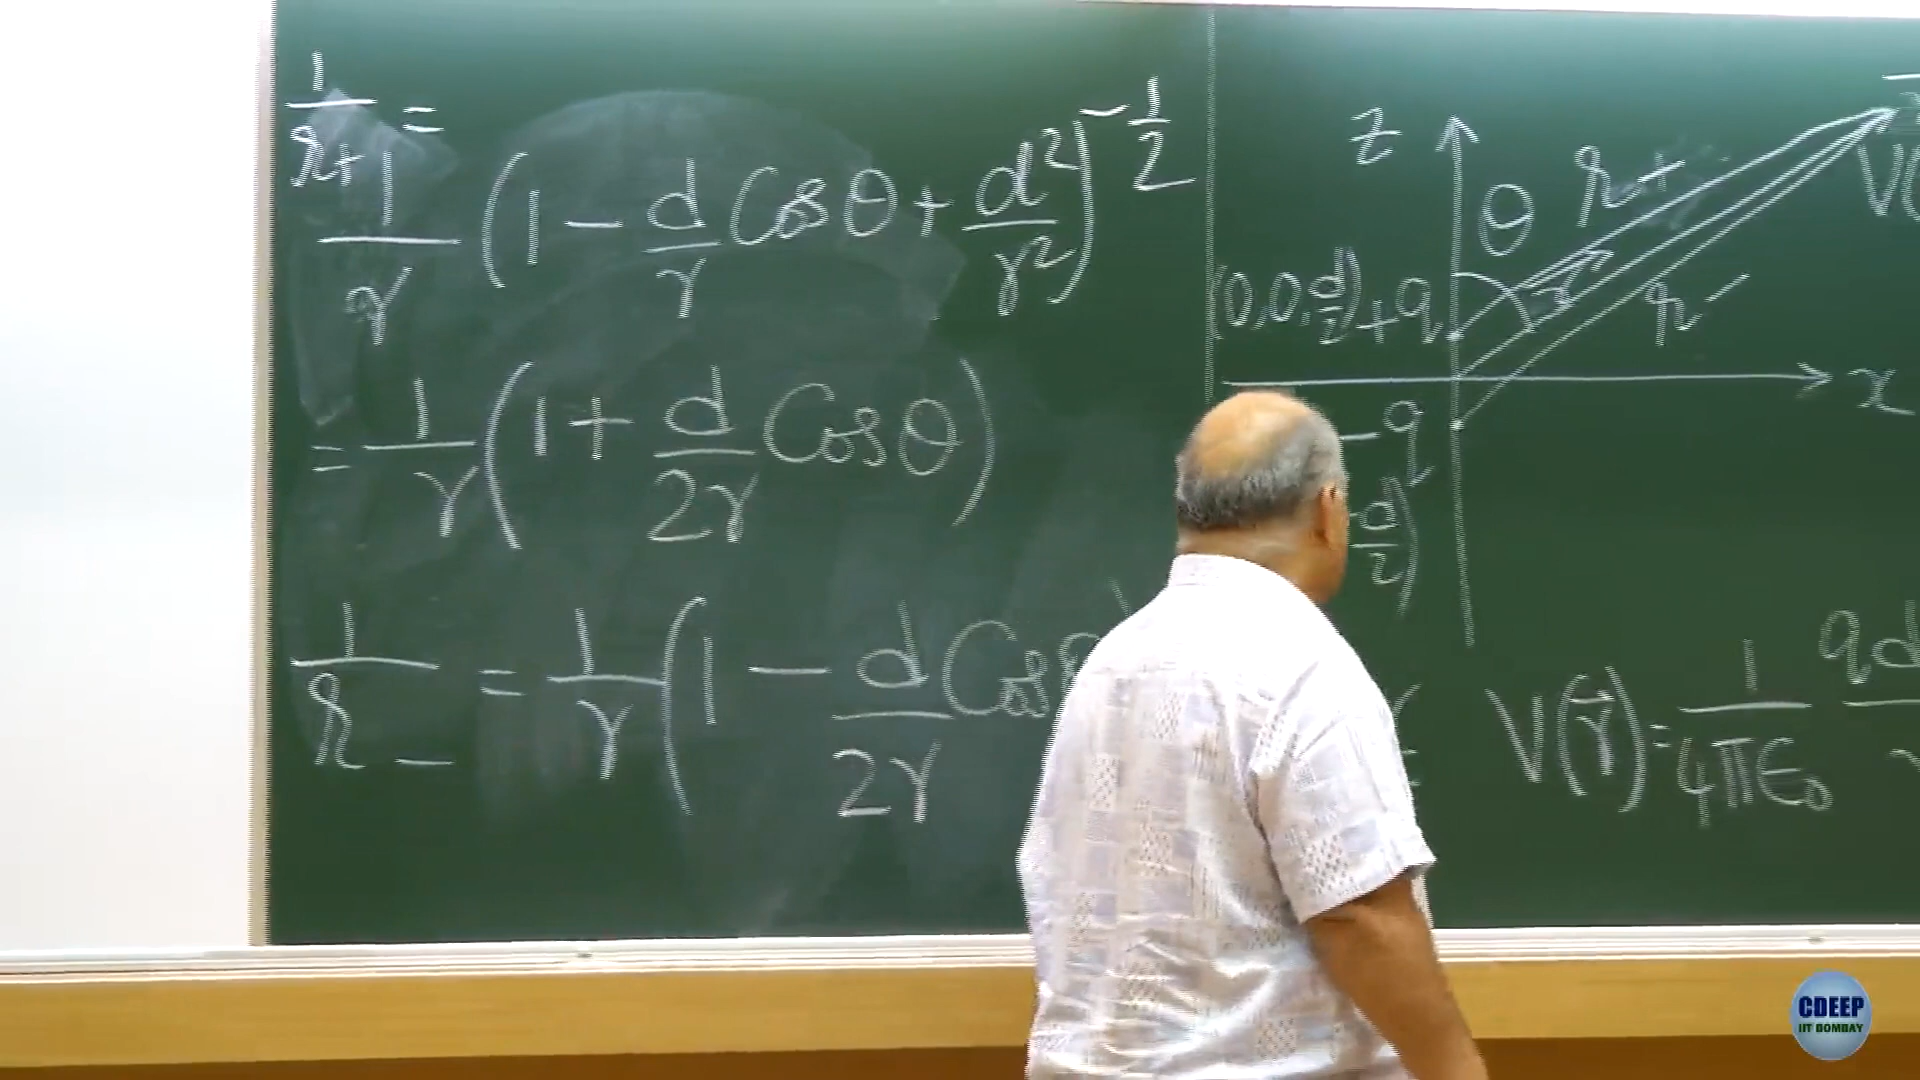 1/r₊ =
1/r (1 - d/r Cosθ + d²/r²)^-1/2
= 1/r (1 + d/2r Cosθ)
1/r₋ = 1/r (1 - d/2r Cosθ
z
θ r₊
V(
(0,0,d/2) +q r r₋
x
-q
-d/2)
V(r⃗) = 1/4πϵ₀ qd
CDEEP
IIT BOMBAY